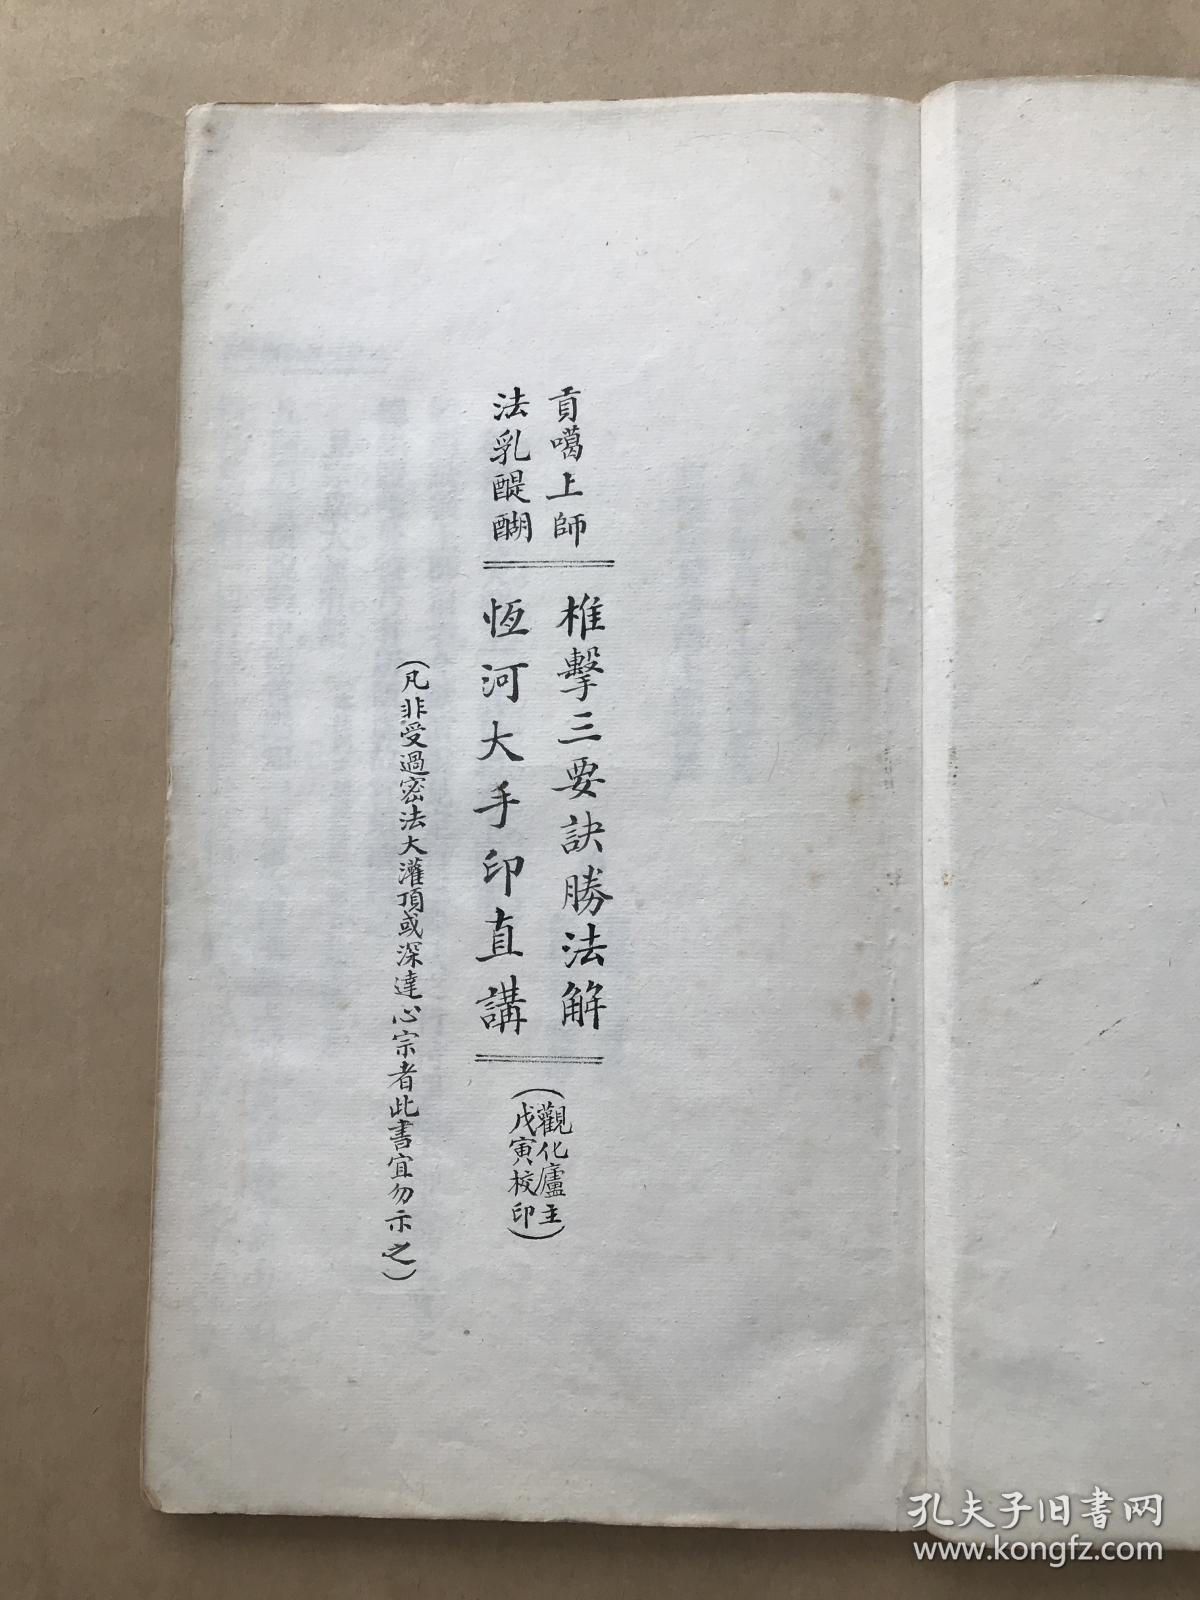 貢噶上師
法乳醍醐
椎擊三要訣勝法解
恆河大手印直講
(觀化廬主
戊寅校印)
(凡非受過密法大灌頂或深達心宗者此書宜勿示之)
孔夫子旧书网
www.kongfz.com